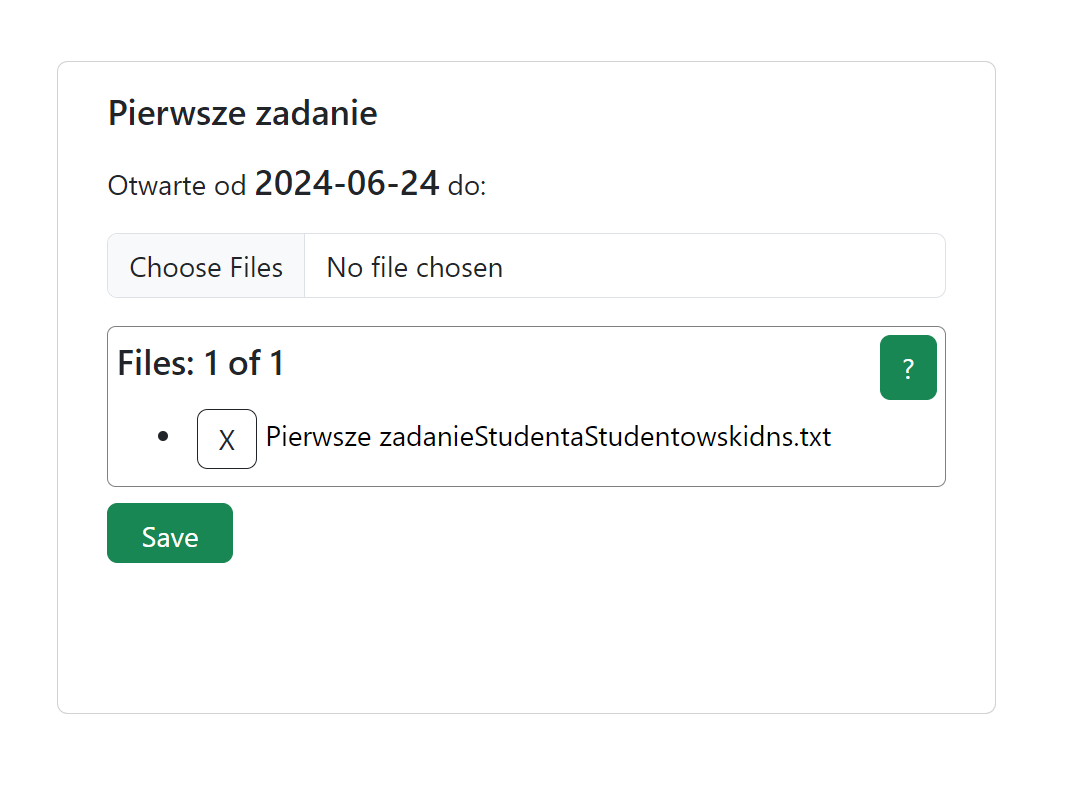 Pierwsze zadanie
Otwarte od 2024-06-24 do:
Choose Files No file chosen
Files: 1 of 1
?
X Pierwsze zadanieStudentaStudentowskidns.txt
Save